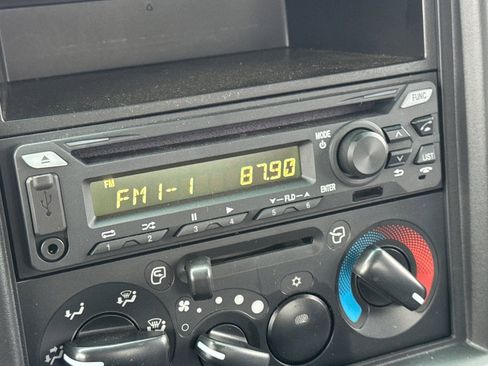 FUNC
MODE
FM
FM1-1 87.90
LIST
FLD ENTER
1 2 3 4 5 6